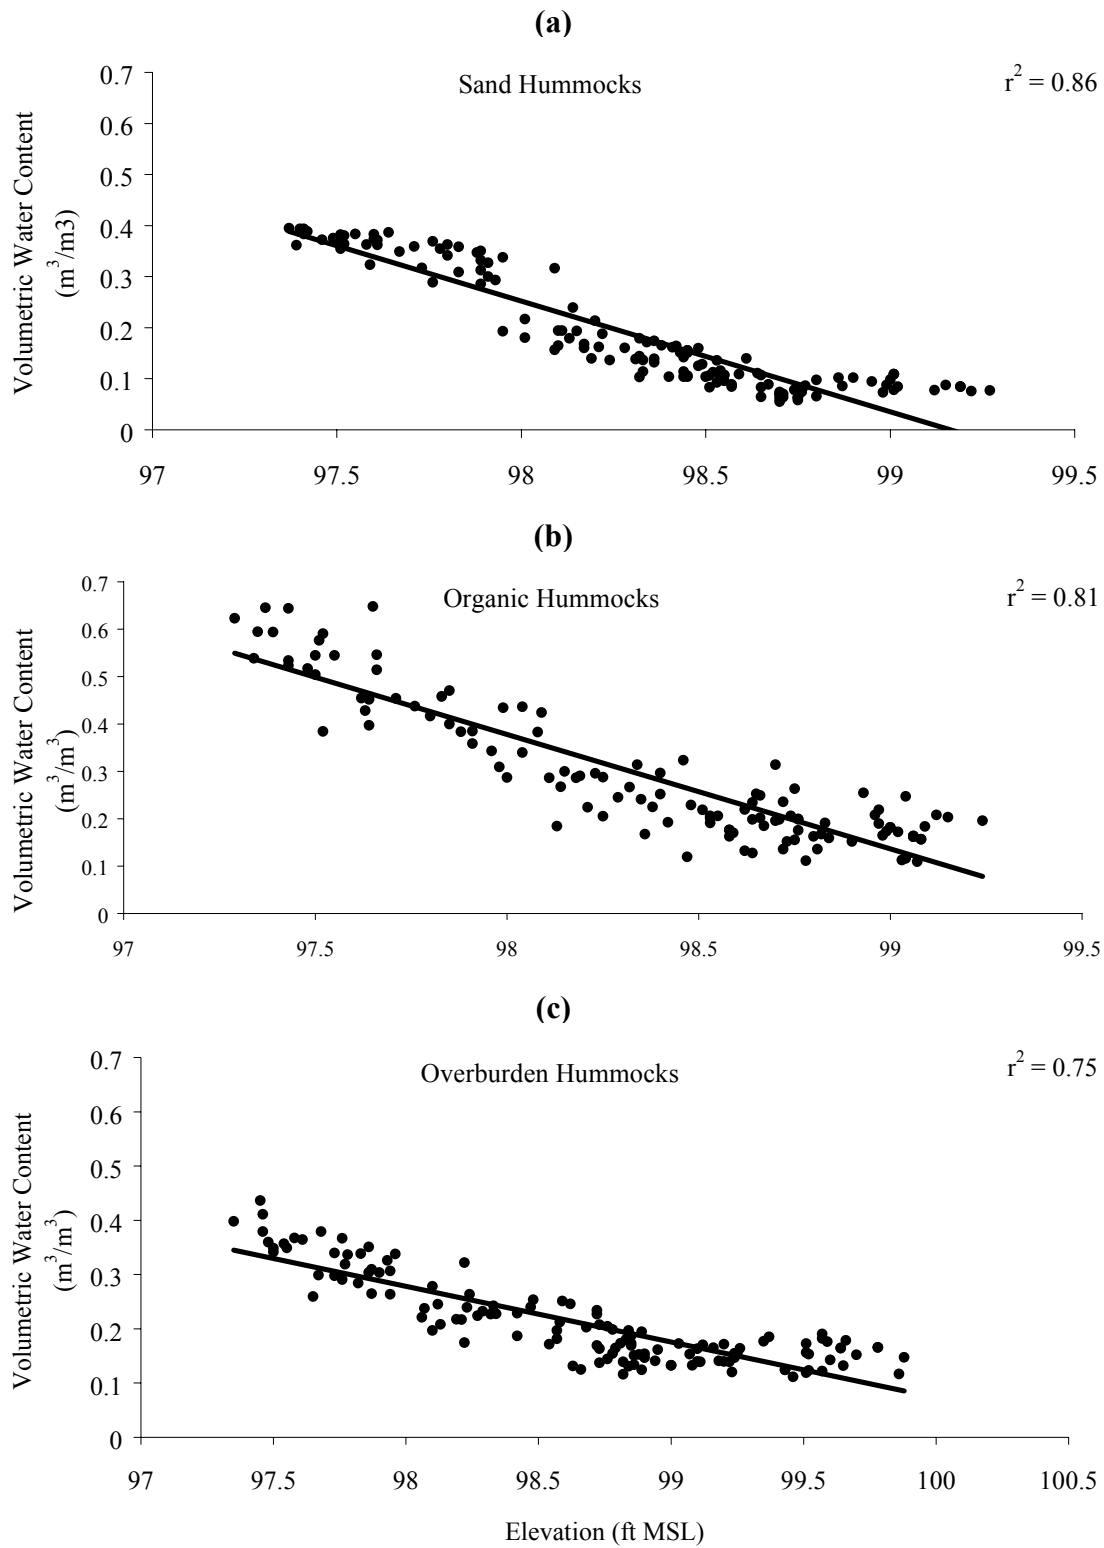 (a)
Sand Hummocks
r² = 0.86
Volumetric Water Content
(m³/m3)
0.7
0.6
0.5
0.4
0.3
0.2
0.1
0
97 97.5 98 98.5 99 99.5
(b)
Organic Hummocks
r² = 0.81
Volumetric Water Content
(m³/m³)
0.7
0.6
0.5
0.4
0.3
0.2
0.1
0
97 97.5 98 98.5 99 99.5
(c)
Overburden Hummocks
r² = 0.75
Volumetric Water Content
(m³/m³)
0.7
0.6
0.5
0.4
0.3
0.2
0.1
0
97 97.5 98 98.5 99 99.5 100 100.5
Elevation (ft MSL)